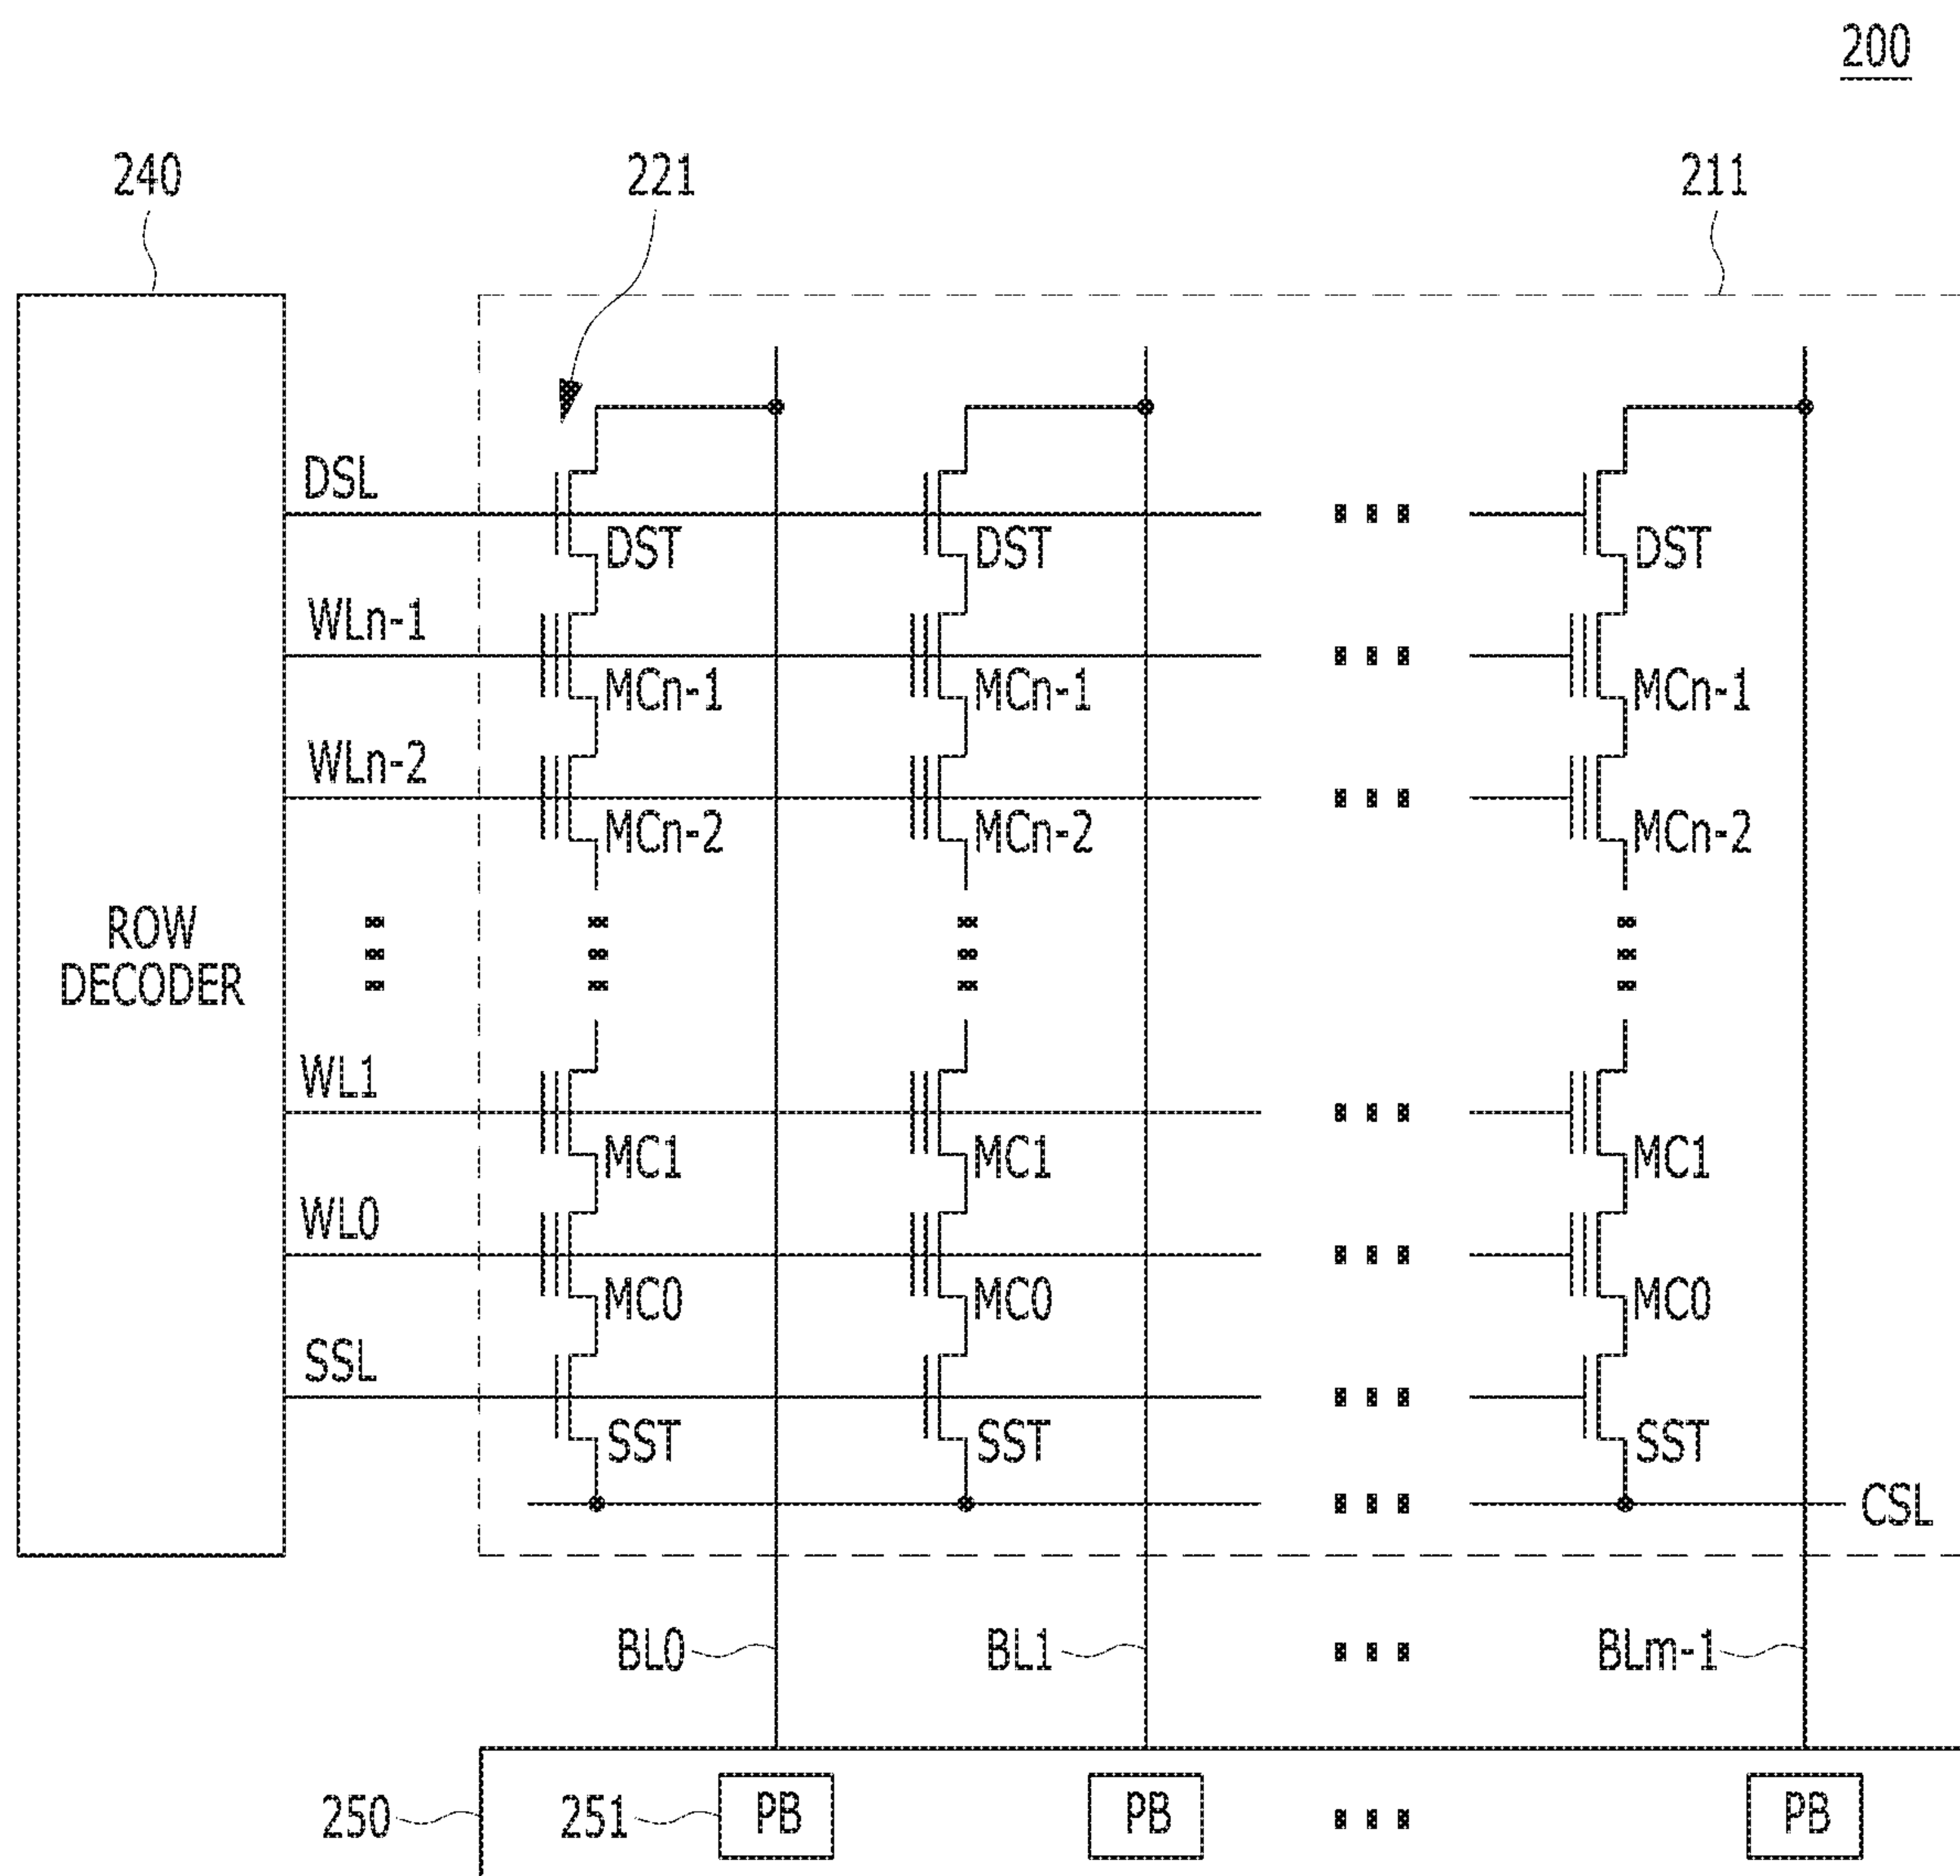 200
240 221 211
DSL
DST DST DST
WLn-1
MCn-1 MCn-1 MCn-1
WLn-2
MCn-2 MCn-2 MCn-2
ROW
DECODER
WL1
MC1 MC1 MC1
WL0
MC0 MC0 MC0
SSL
SST SST SST
CSL
BL0 BL1 BLm-1
250 251 PB PB PB